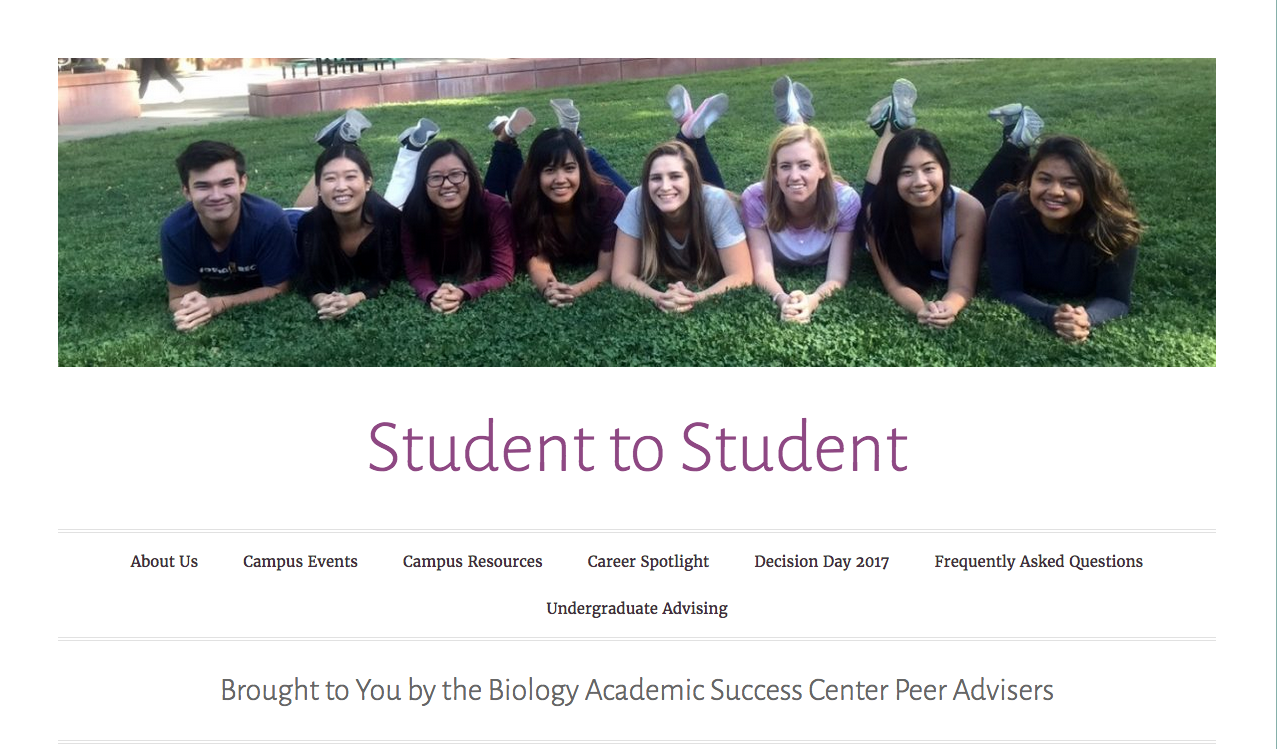 Student to Student
About Us Campus Events Campus Resources Career Spotlight Decision Day 2017 Frequently Asked Questions
Undergraduate Advising
Brought to You by the Biology Academic Success Center Peer Advisers